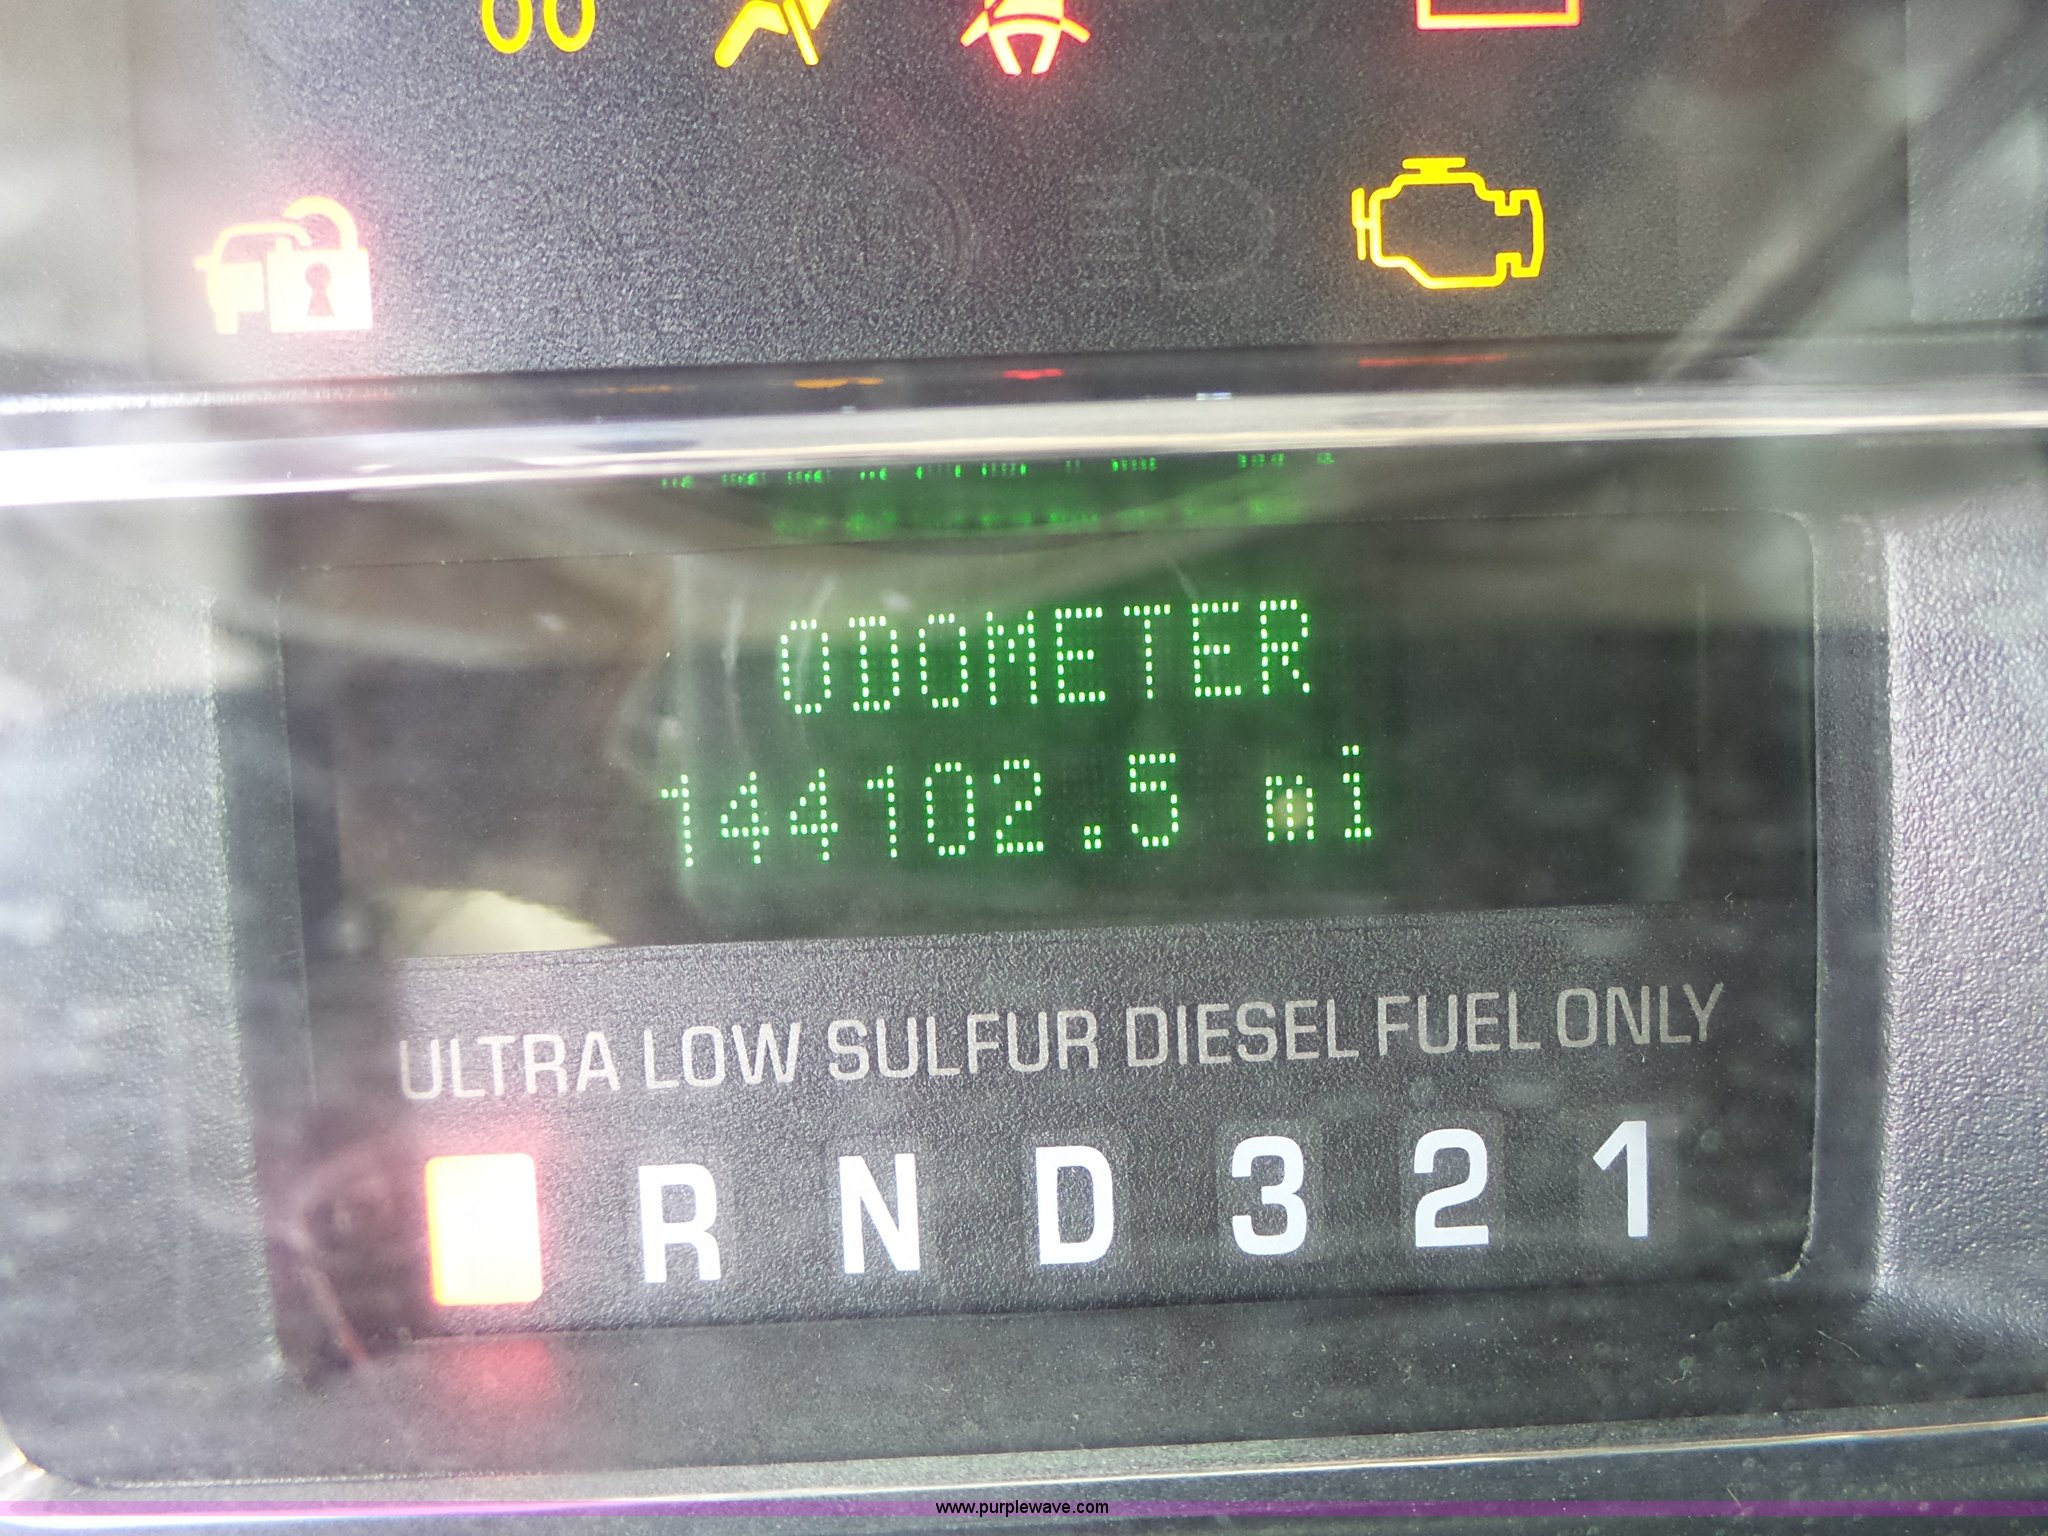 ODOMETER
144102.5 mi
ULTRA LOW SULFUR DIESEL FUEL ONLY
R N D 3 2 1
www.purplewave.com